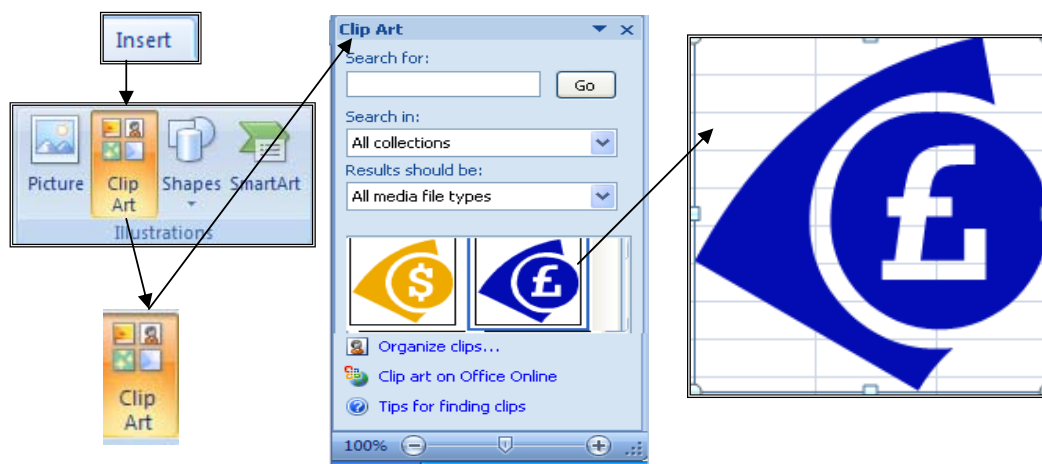 Insert
Picture
Clip
Art
Shapes
SmartArt
Illustrations
Clip
Art
Clip Art
Search for:
Go
Search in:
All collections
Results should be:
All media file types
$
£
Organize clips...
Clip art on Office Online
Tips for finding clips
100%
£